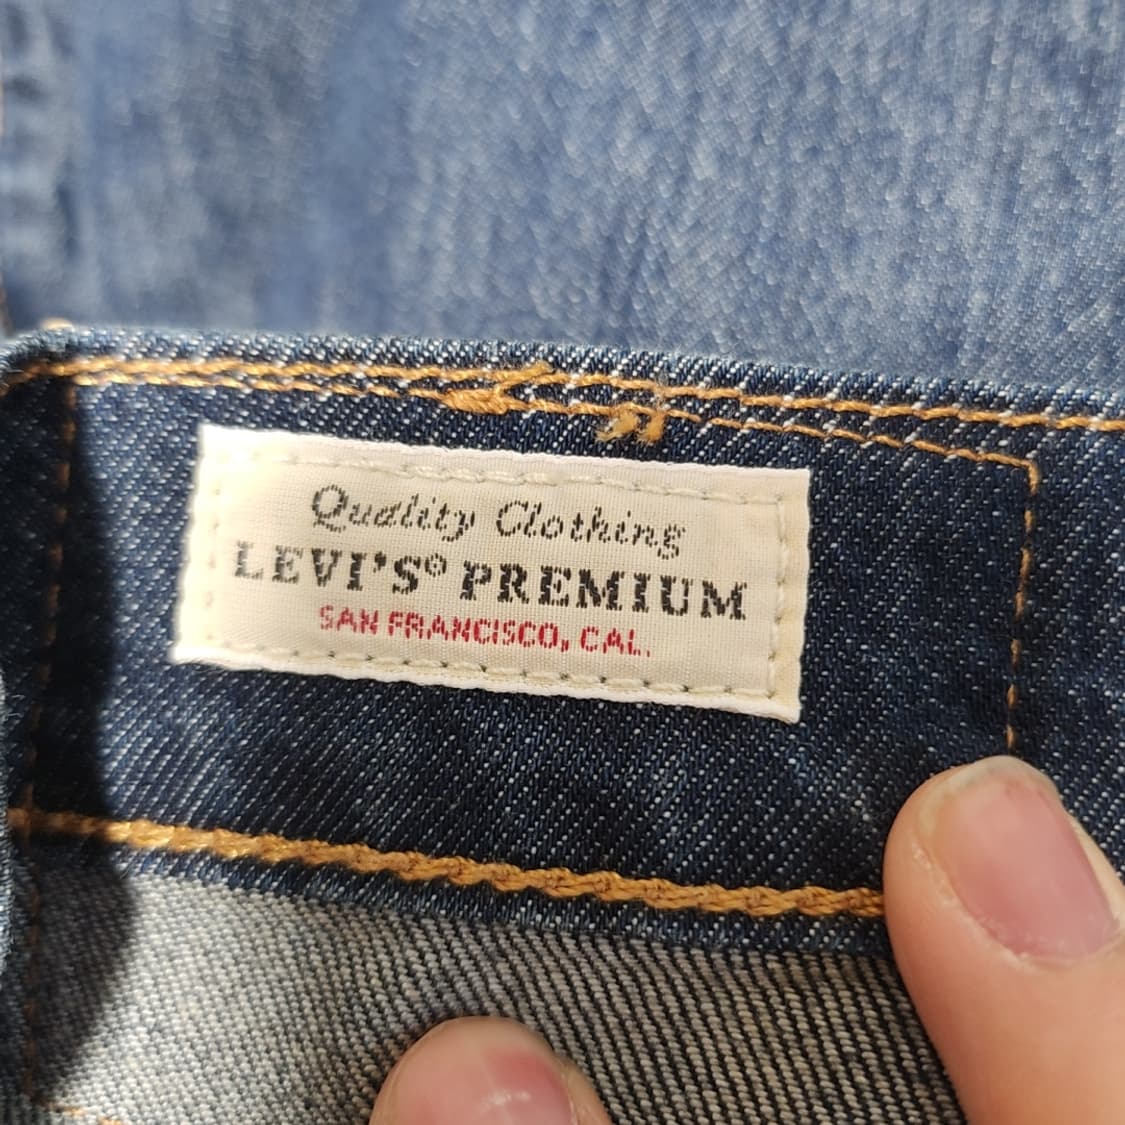 Quality Clothing
LEVI'S® PREMIUM
SAN FRANCISCO, CAL.